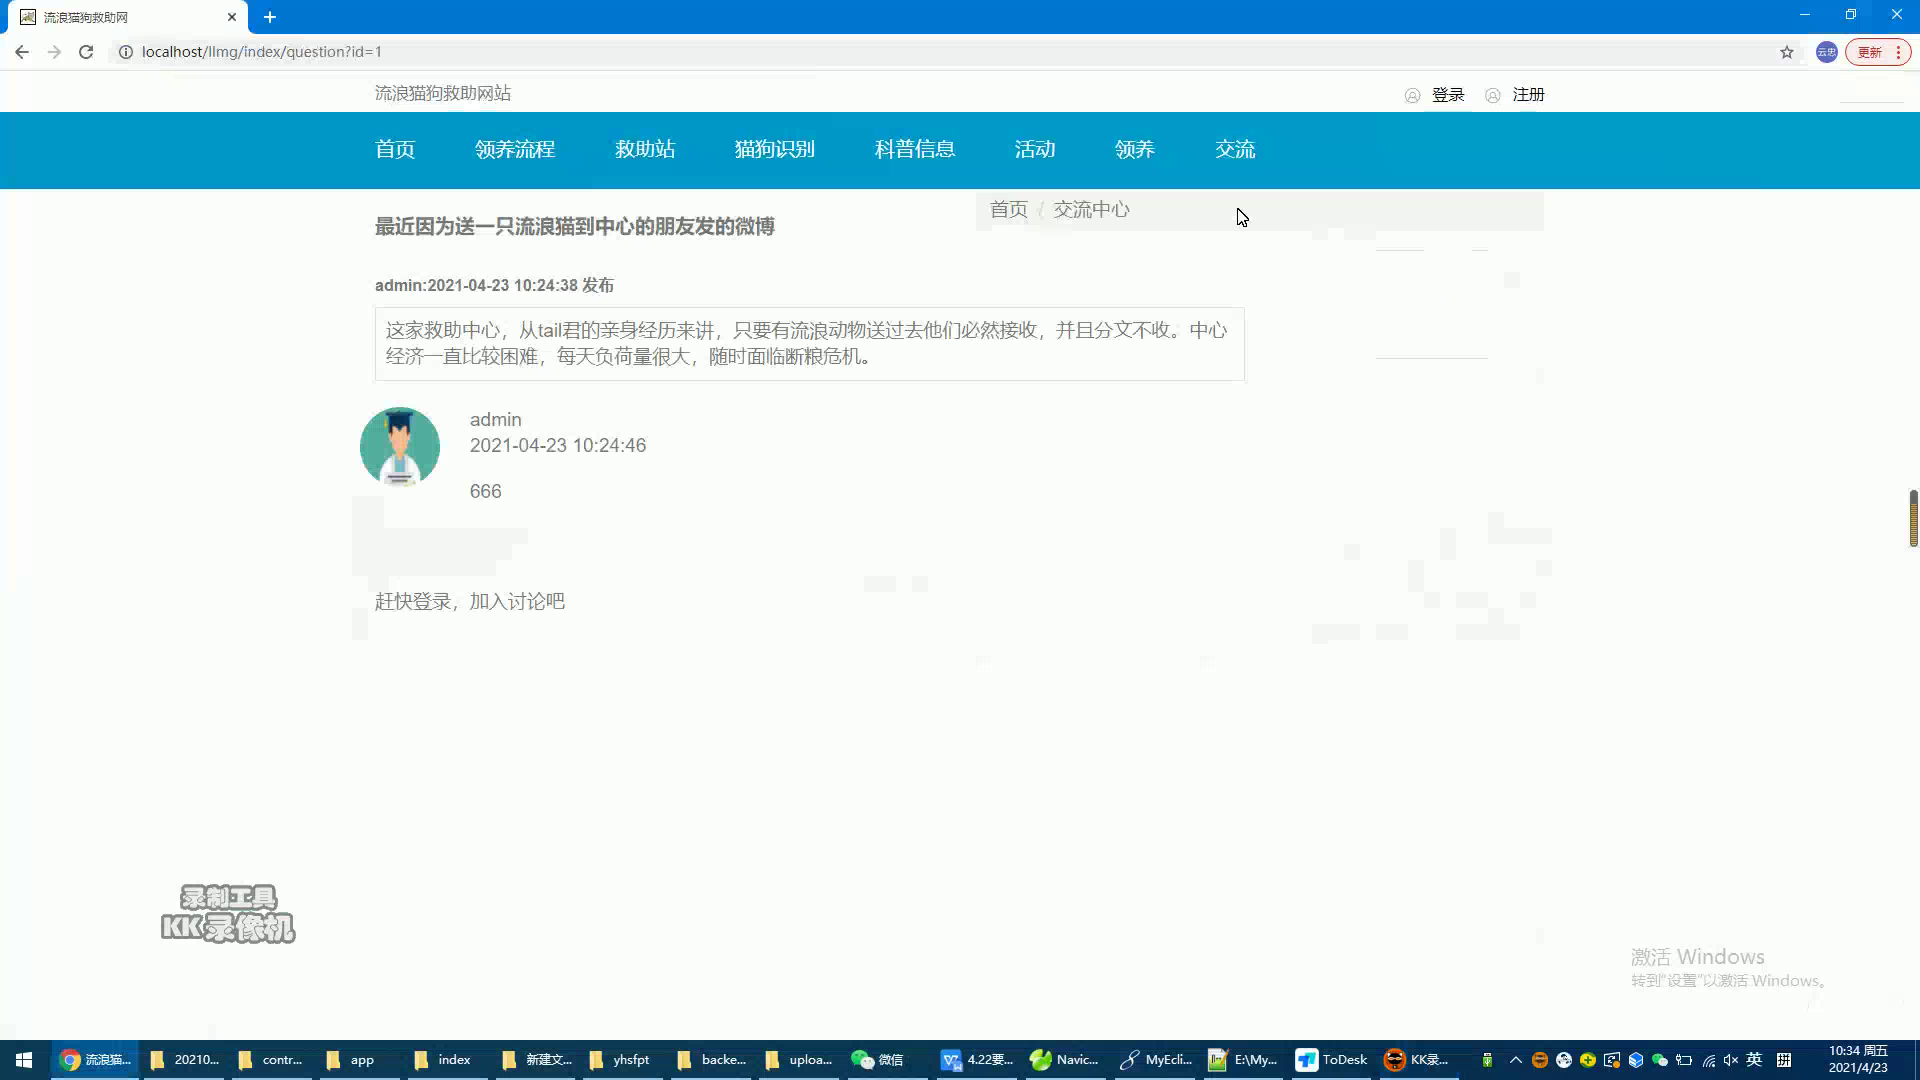 流浪猫狗救助网
localhost/llmg/index/question?id=1
云忠
更新
流浪猫狗救助网站
登录
注册
首页
领养流程
救助站
猫狗识别
科普信息
活动
领养
交流
首页 / 交流中心
最近因为送一只流浪猫到中心的朋友发的微博
admin:2021-04-23 10:24:38 发布
这家救助中心，从tail君的亲身经历来讲，只要有流浪动物送过去他们必然接收，并且分文不收。中心
经济一直比较困难，每天负荷量很大，随时面临断粮危机。
admin
2021-04-23 10:24:46
666
赶快登录，加入讨论吧
录制工具
KK录像机
激活 Windows
转到"设置"以激活 Windows。
流浪猫...
20210...
contr...
app
index
新建文...
yhsfpt
backe...
uploa...
微信
4.22要...
Navic...
MyEcli...
E:\My...
ToDesk
KK录...
英
拼
10:34 周五
2021/4/23